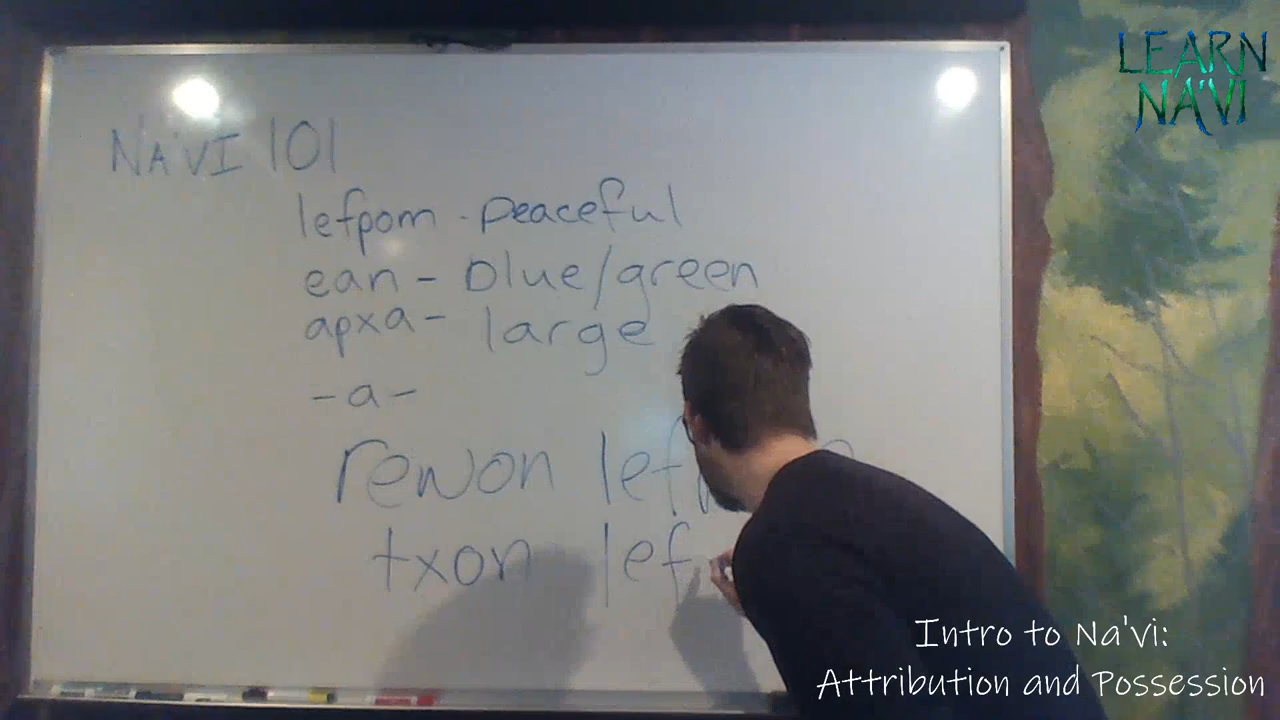 LEARN
NA'VI
NA'VI 101
lefpom - peaceful
ean - blue/green
apxa - large
-a-
rewon
txon lef
Intro to Na'vi:
Attribution and Possession